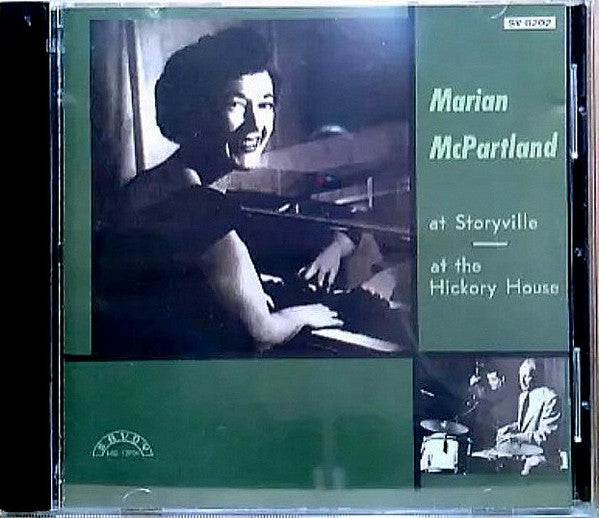 SV 0202
Marian
McPartland
at Storyville
at the
Hickory House
SAVOY